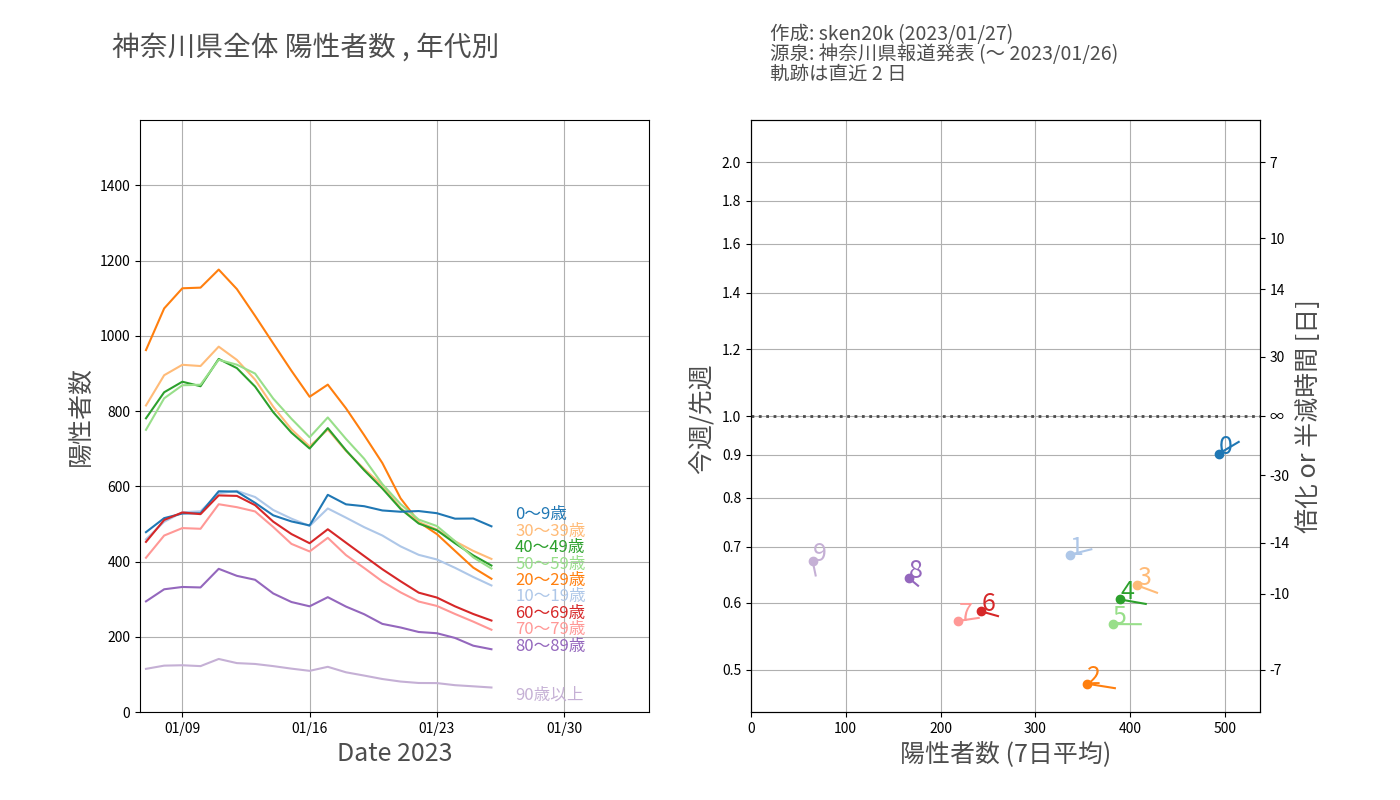 神奈川県全体 陽性者数 , 年代別
作成: sken20k (2023/01/27)
源泉: 神奈川県報道発表 (～ 2023/01/26)
軌跡は直近 2 日
陽性者数
1400
1200
1000
800
600
400
200
0
01/09
01/16
01/23
01/30
Date 2023
0～9歳
30～39歳
40～49歳
50～59歳
20～29歳
10～19歳
60～69歳
70～79歳
80～89歳
90歳以上
今週/先週
2.0
1.8
1.6
1.4
1.2
1.0
0.9
0.8
0.7
0.6
0.5
0
100
200
300
400
500
陽性者数 (7日平均)
0
1
9
8
3
4
6
7
5
2
7
10
14
30
∞
-30
-14
-10
-7
倍化 or 半減時間 [日]